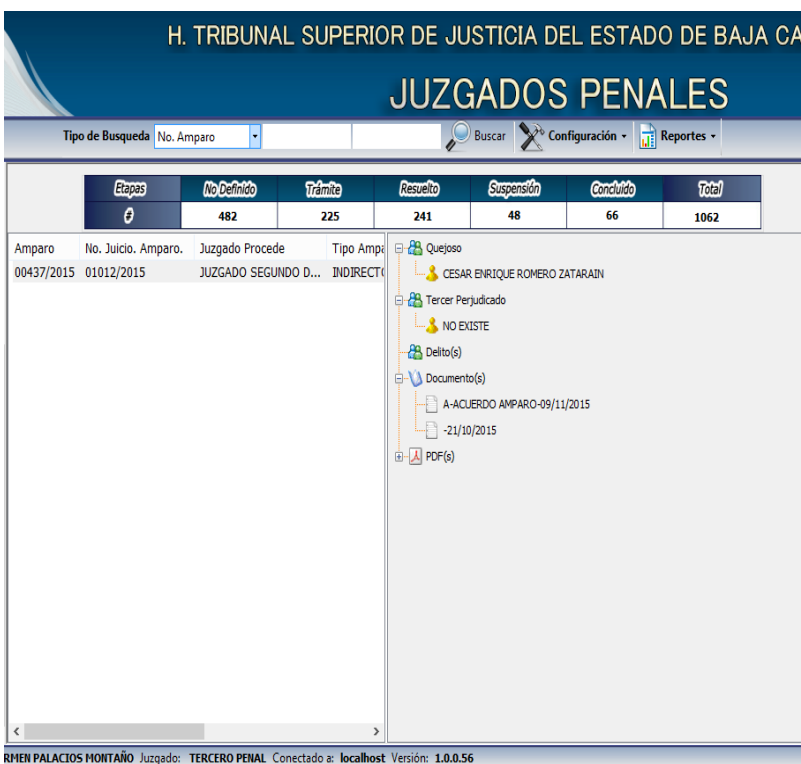 H. TRIBUNAL SUPERIOR DE JUSTICIA DEL ESTADO DE BAJA CA
JUZGADOS PENALES
Tipo de Busqueda No. Amparo Buscar Configuración Reportes
Etapas No Definido Trámite Resuelto Suspensión Concluido Total
# 482 225 241 48 66 1062
Amparo No. Juicio. Amparo. Juzgado Procede Tipo Ampa
00437/2015 01012/2015 JUZGADO SEGUNDO D... INDIRECTO
Quejoso
CESAR ENRIQUE ROMERO ZATARAIN
Tercer Perjudicado
NO EXISTE
Delito(s)
Documento(s)
A-ACUERDO AMPARO-09/11/2015
-21/10/2015
PDF(s)
RMEN PALACIOS MONTAÑO Juzgado: TERCERO PENAL Conectado a: localhost Versión: 1.0.0.56